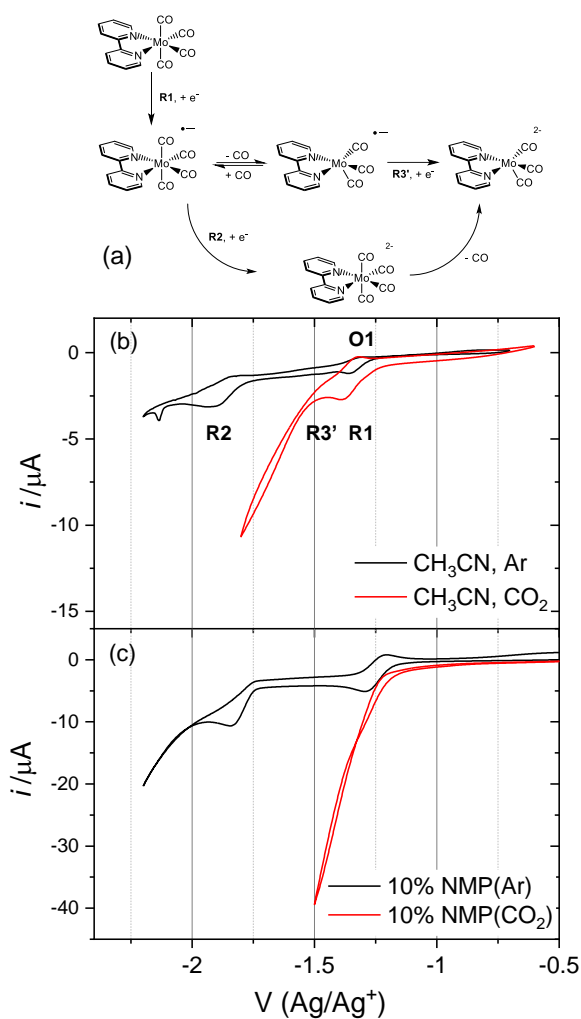 N
N
Mo
CO
CO
CO
CO
R1, + e-
N
N
Mo
CO
CO
CO
CO
•—
- CO
+ CO
N
N
Mo
CO
CO
CO
•—
R3', + e-
N
N
Mo
CO
CO
CO
2-
R2, + e-
N
N
Mo
CO
CO
CO
CO
2-
- CO
(a)
(b)
O1
R2
R3' R1
0
-5
-10
-15
i /µA
CH₃CN, Ar
CH₃CN, CO₂
(c)
0
-10
-20
-30
-40
i /µA
10% NMP(Ar)
10% NMP(CO₂)
-2 -1.5 -1 -0.5
V (Ag/Ag⁺)